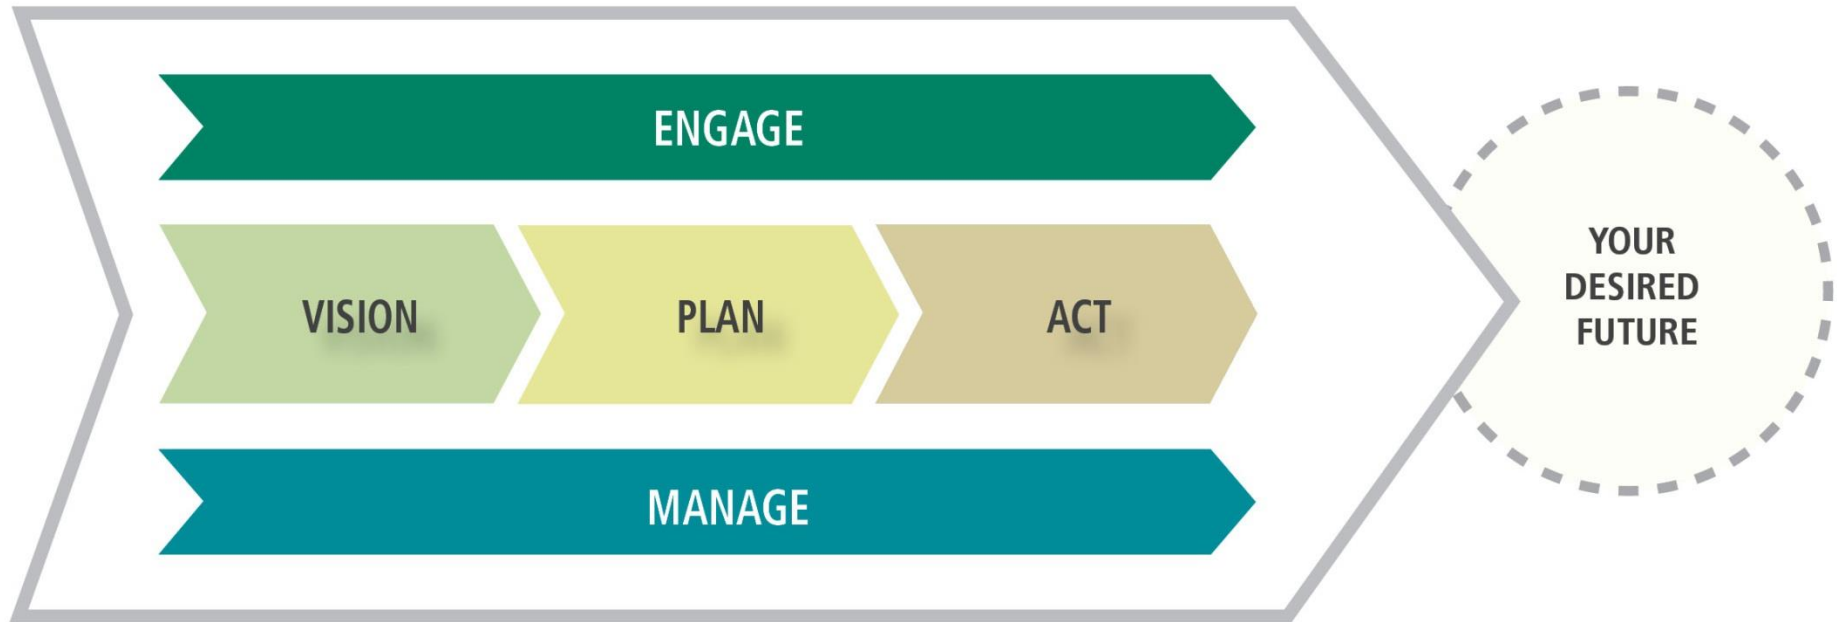 ENGAGE
VISION
PLAN
ACT
MANAGE
YOUR
DESIRED
FUTURE